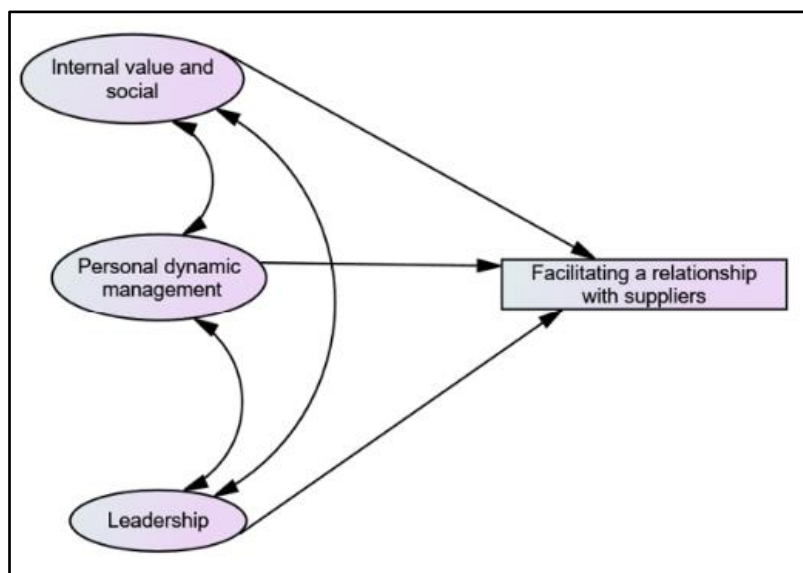 Internal value and
social
Personal dynamic
management
Facilitating a relationship
with suppliers
Leadership